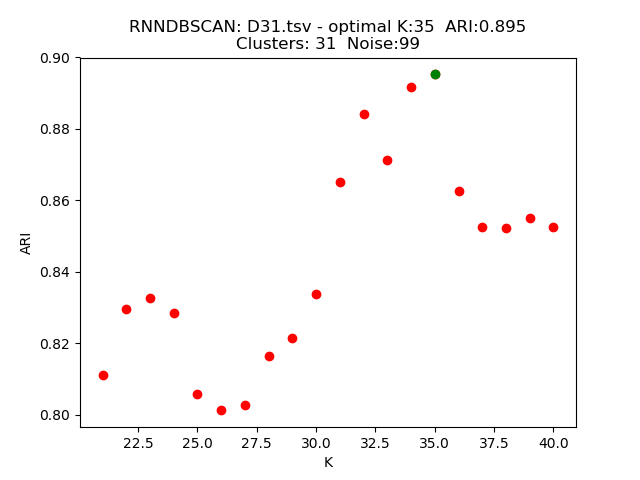 RNNDBSCAN: D31.tsv - optimal K:35 ARI:0.895
Clusters: 31 Noise:99
0.90
0.88
0.86
0.84
0.82
0.80
ARI
22.5 25.0 27.5 30.0 32.5 35.0 37.5 40.0
K